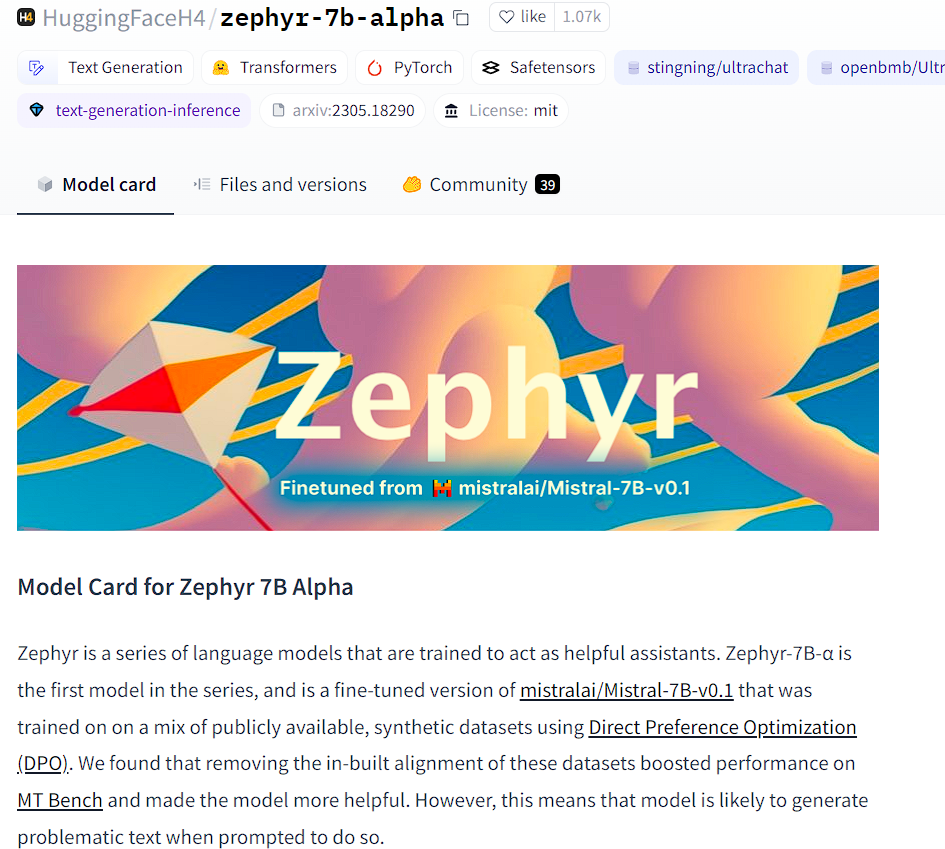 H4 HuggingFaceH4/zephyr-7b-alpha like 1.07k
Text Generation Transformers PyTorch Safetensors stingning/ultrachat openbmb/Ultr
text-generation-inference arxiv:2305.18290 License: mit
Model card Files and versions Community 39
Zephyr
Finetuned from mistralai/Mistral-7B-v0.1
Model Card for Zephyr 7B Alpha
Zephyr is a series of language models that are trained to act as helpful assistants. Zephyr-7B-α is
the first model in the series, and is a fine-tuned version of mistralai/Mistral-7B-v0.1 that was
trained on on a mix of publicly available, synthetic datasets using Direct Preference Optimization
(DPO). We found that removing the in-built alignment of these datasets boosted performance on
MT Bench and made the model more helpful. However, this means that model is likely to generate
problematic text when prompted to do so.